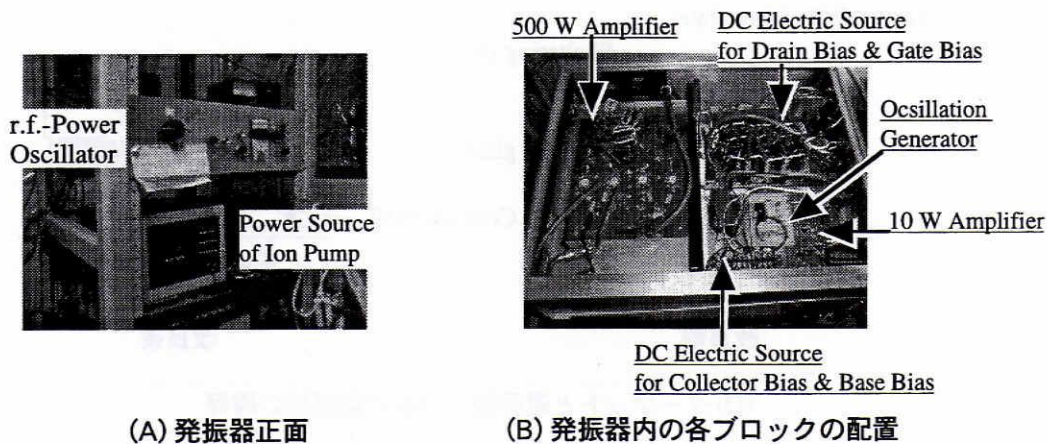 r.f.-Power
Oscillator
Power Source
of Ion Pump
(A) 発振器正面
500 W Amplifier
DC Electric Source
for Drain Bias & Gate Bias
Ocsillation
Generator
10 W Amplifier
DC Electric Source
for Collector Bias & Base Bias
(B) 発振器内の各ブロックの配置